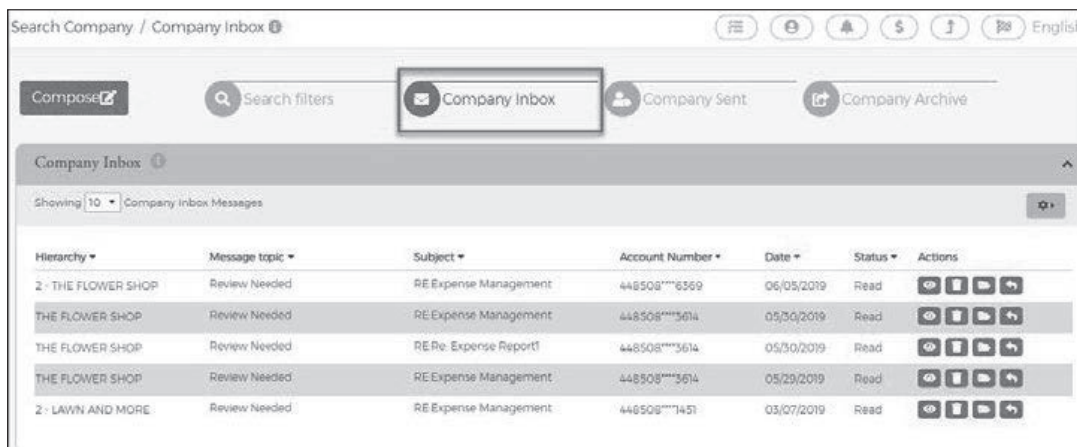 Search Company / Company Inbox
English
Compose
Search filters
Company Inbox
Company Sent
Company Archive
Company Inbox
Showing 10 Company Inbox Messages
Hierarchy Message topic Subject Account Number Date Status Actions
2 - THE FLOWER SHOP Review Needed RE:Expense Management 448508****6369 06/05/2019 Read
THE FLOWER SHOP Review Needed RE:Expense Management 448508****3614 05/30/2019 Read
THE FLOWER SHOP Review Needed RE:Re: Expense Report1 448508****3614 05/30/2019 Read
THE FLOWER SHOP Review Needed RE:Expense Management 448508****3614 05/29/2019 Read
2 - LAWN AND MORE Review Needed RE:Expense Management 448508****1451 03/07/2019 Read